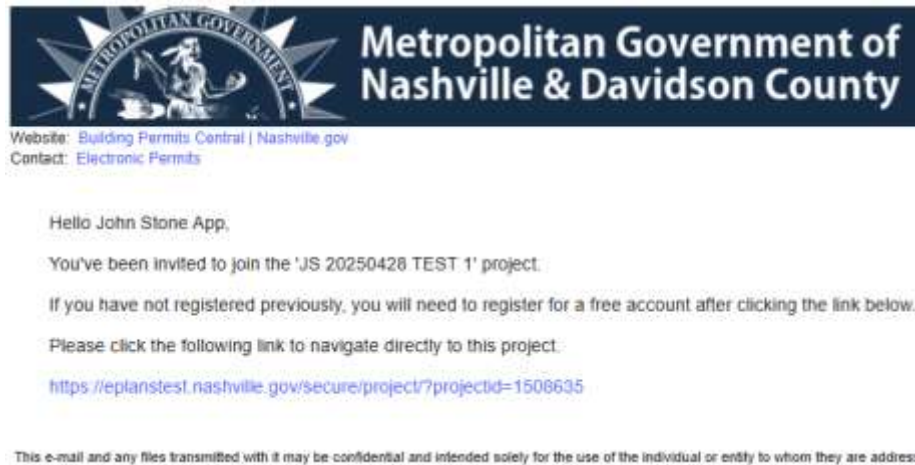 METROPOLITAN GOVERNMENT
Metropolitan Government of
Nashville & Davidson County
Website: Building Permits Central | Nashville.gov
Contact: Electronic Permits
Hello John Stone App,
You've been invited to join the 'JS 20250428 TEST 1' project.
If you have not registered previously, you will need to register for a free account after clicking the link below.
Please click the following link to navigate directly to this project.
https://eplanstest.nashville.gov/secure/project/?projectid=1508635
This e-mail and any files transmitted with it may be confidential and intended solely for the use of the individual or entity to whom they are